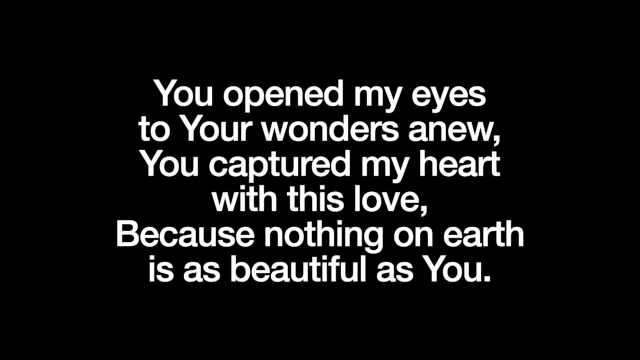 You opened my eyes
to Your wonders anew,
You captured my heart
with this love,
Because nothing on earth
is as beautiful as You.